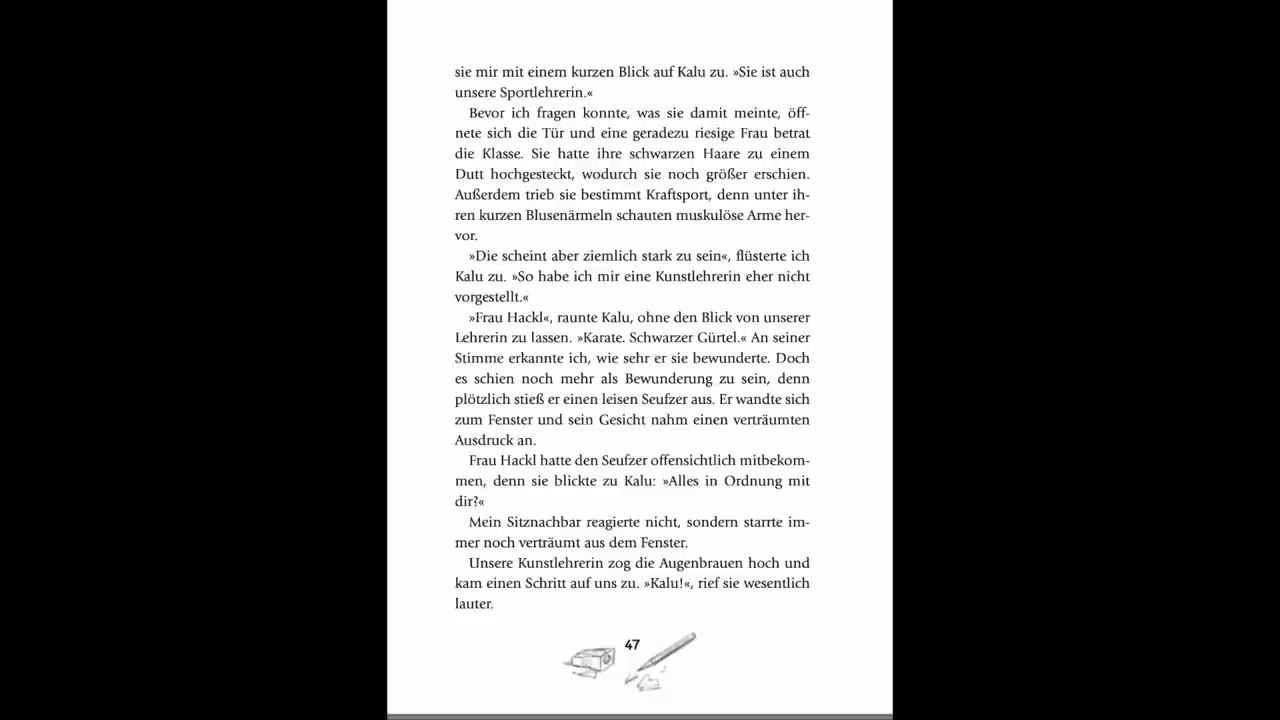 sie mir mit einem kurzen Blick auf Kalu zu. »Sie ist auch
unsere Sportlehrerin.«
Bevor ich fragen konnte, was sie damit meinte, öff-
nete sich die Tür und eine geradezu riesige Frau betrat
die Klasse. Sie hatte ihre schwarzen Haare zu einem
Dutt hochgesteckt, wodurch sie noch größer erschien.
Außerdem trieb sie bestimmt Kraftsport, denn unter ih-
ren kurzen Blusenärmeln schauten muskulöse Arme her-
vor.
»Die scheint aber ziemlich stark zu sein«, flüsterte ich
Kalu zu. »So habe ich mir eine Kunstlehrerin eher nicht
vorgestellt.«
»Frau Hackl«, raunte Kalu, ohne den Blick von unserer
Lehrerin zu lassen. »Karate. Schwarzer Gürtel.« An seiner
Stimme erkannte ich, wie sehr er sie bewunderte. Doch
es schien noch mehr als Bewunderung zu sein, denn
plötzlich stieß er einen leisen Seufzer aus. Er wandte sich
zum Fenster und sein Gesicht nahm einen verträumten
Ausdruck an.
Frau Hackl hatte den Seufzer offensichtlich mitbekom-
men, denn sie blickte zu Kalu: »Alles in Ordnung mit
dir?«
Mein Sitznachbar reagierte nicht, sondern starrte im-
mer noch verträumt aus dem Fenster.
Unsere Kunstlehrerin zog die Augenbrauen hoch und
kam einen Schritt auf uns zu. »Kalu!«, rief sie wesentlich
lauter.
47